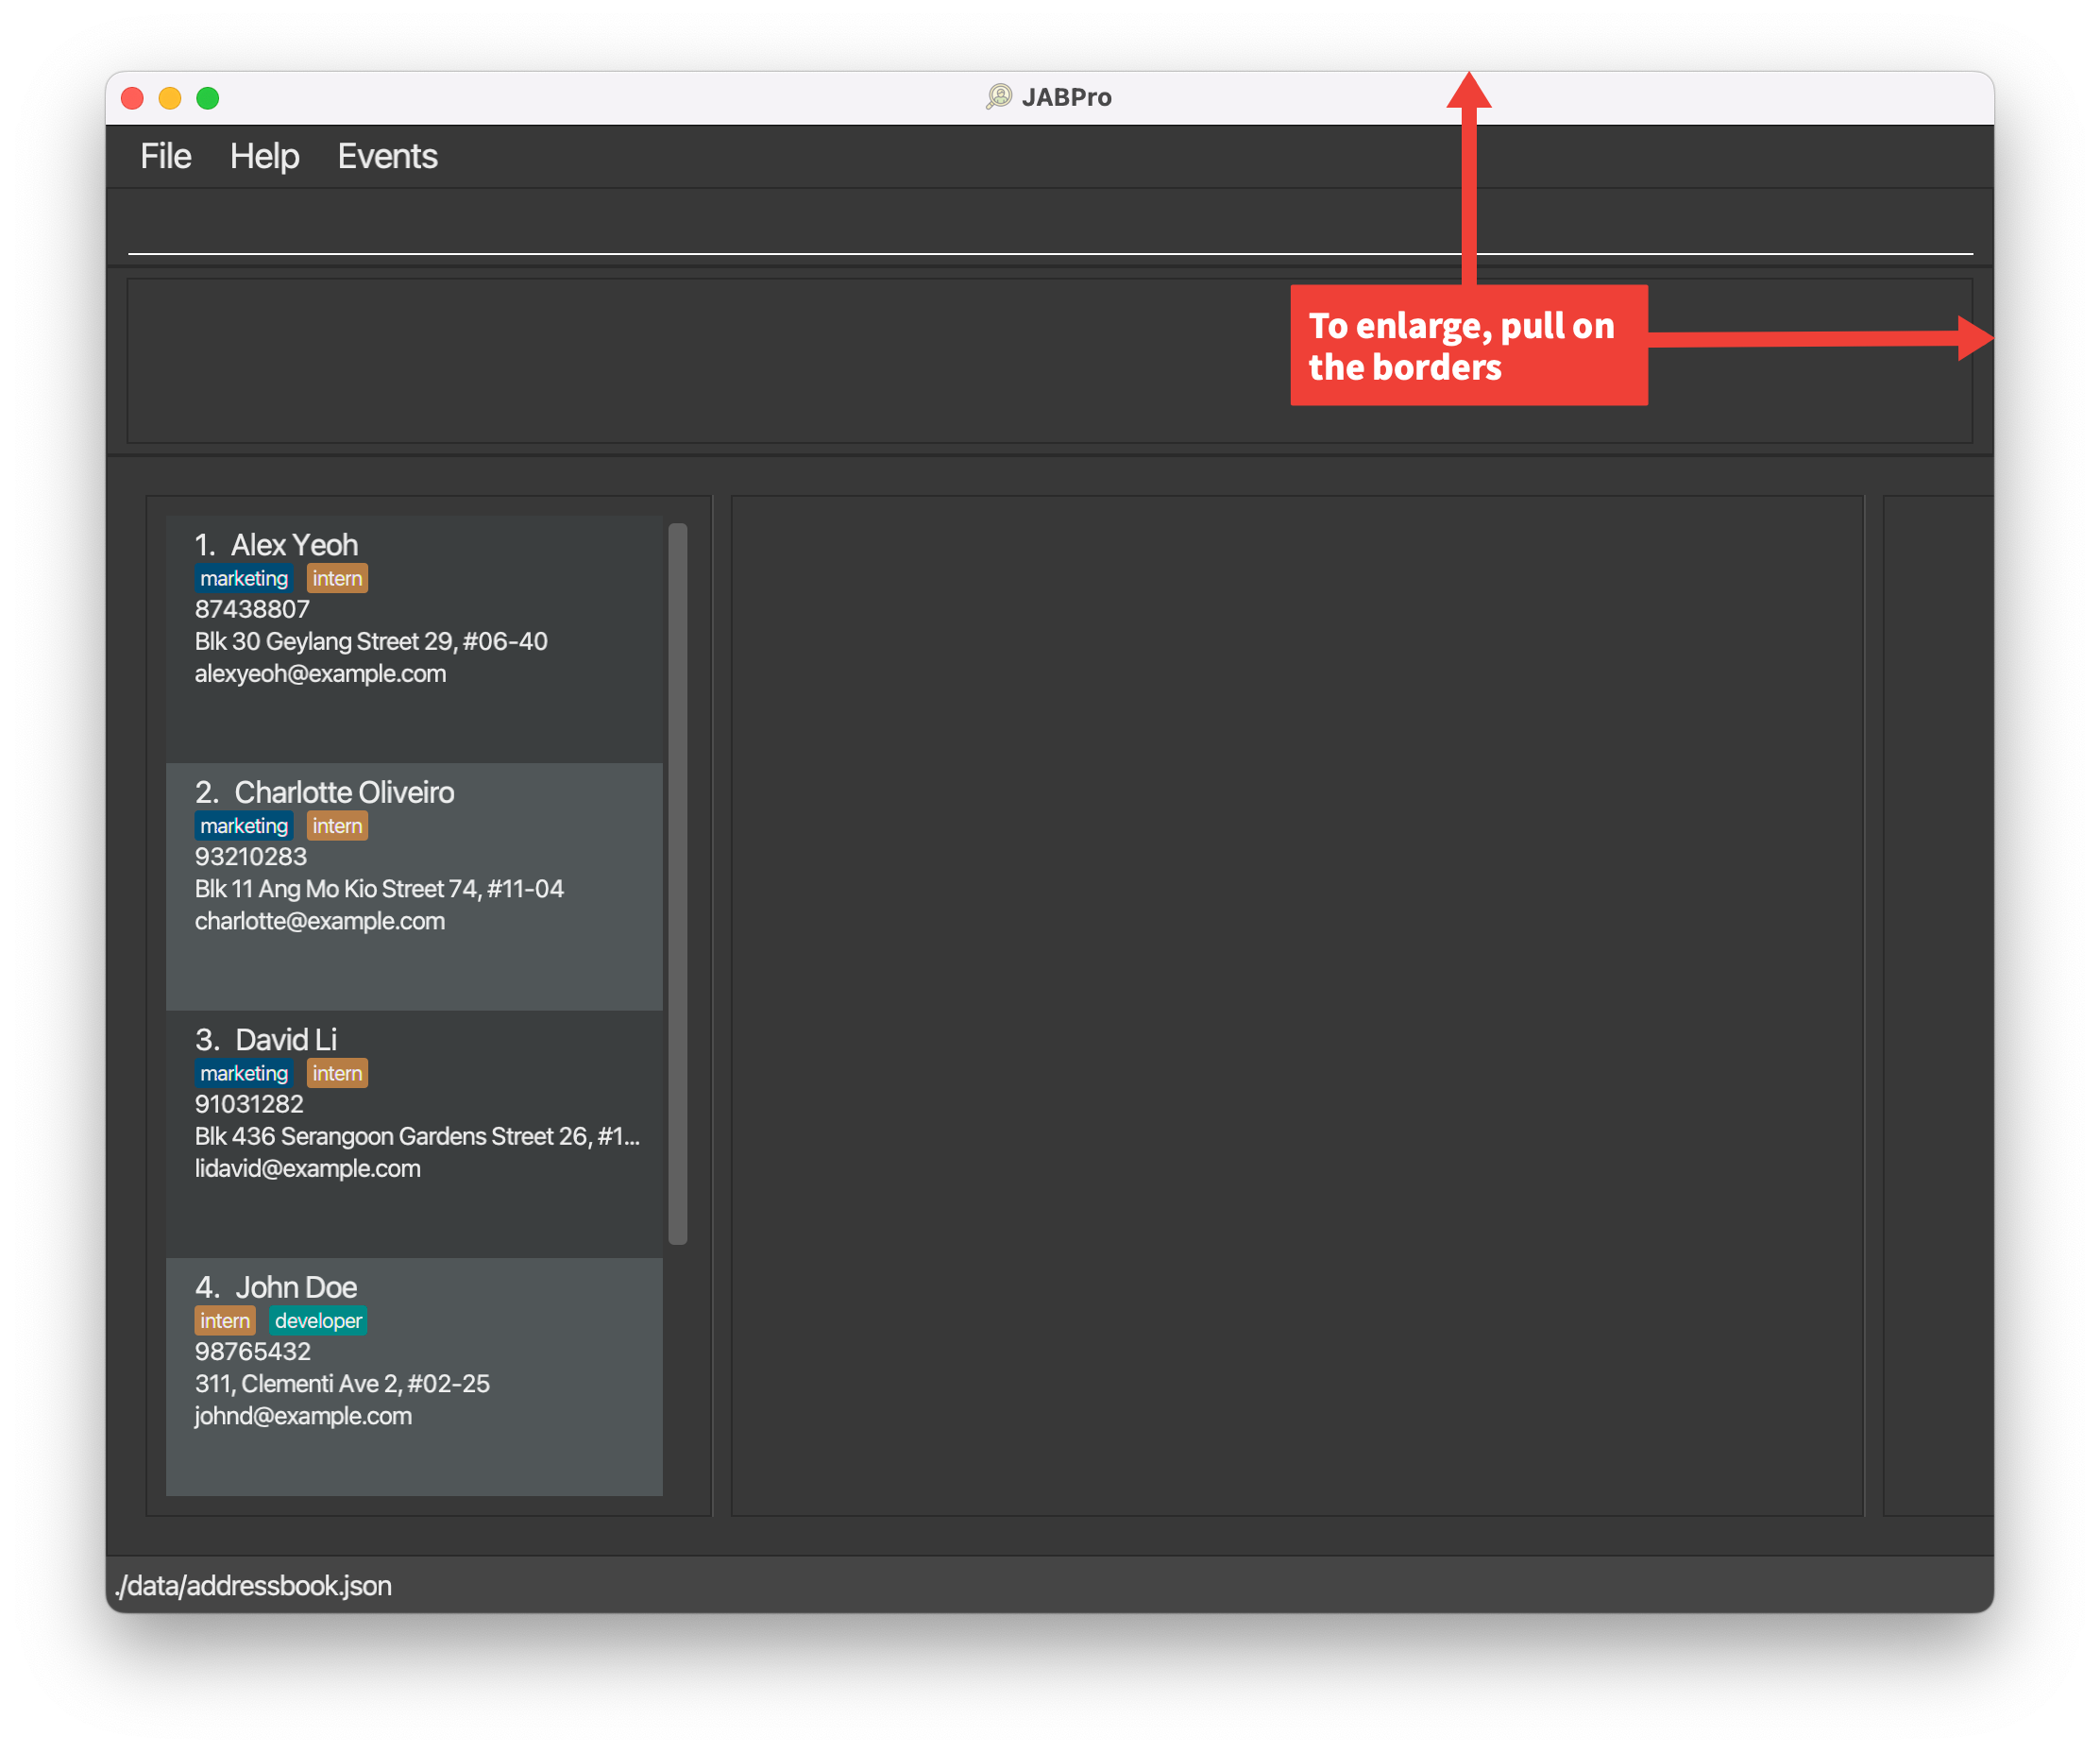 JABPro
File Help Events
To enlarge, pull on
the borders
1. Alex Yeoh
marketing intern
87438807
Blk 30 Geylang Street 29, #06-40
alexyeoh@example.com
2. Charlotte Oliveiro
marketing intern
93210283
Blk 11 Ang Mo Kio Street 74, #11-04
charlotte@example.com
3. David Li
marketing intern
91031282
Blk 436 Serangoon Gardens Street 26, #1...
lidavid@example.com
4. John Doe
intern developer
98765432
311, Clementi Ave 2, #02-25
johnd@example.com
./data/addressbook.json